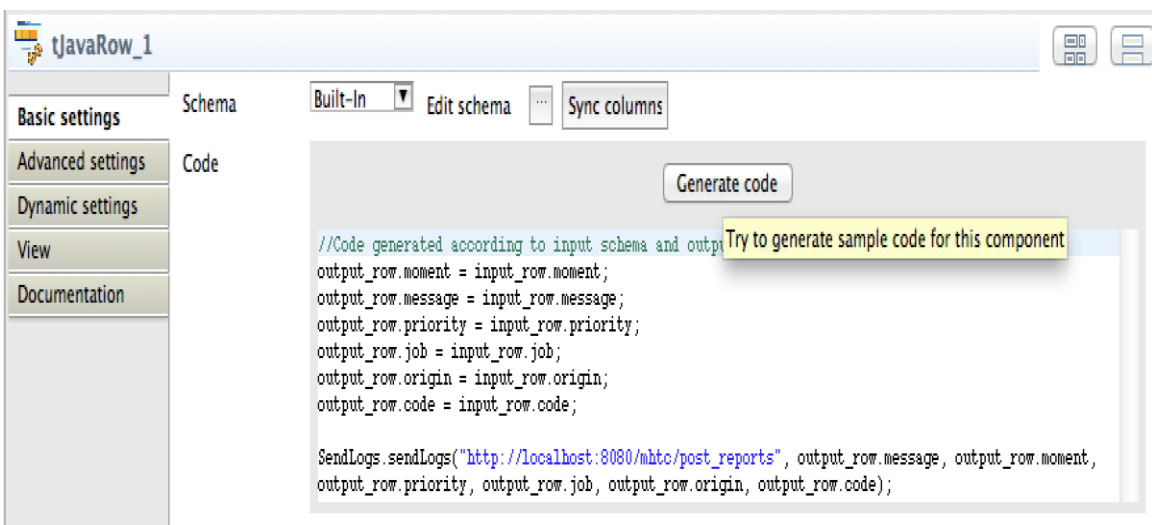 tJavaRow_1
Basic settings
Advanced settings
Dynamic settings
View
Documentation
Schema
Built-In
Edit schema
...
Sync columns
Code
Generate code
Try to generate sample code for this component
//Code generated according to input schema and outpu
output_row.moment = input_row.moment;
output_row.message = input_row.message;
output_row.priority = input_row.priority;
output_row.job = input_row.job;
output_row.origin = input_row.origin;
output_row.code = input_row.code;
SendLogs.sendLogs("http://localhost:8080/mhtc/post_reports", output_row.message, output_row.moment,
output_row.priority, output_row.job, output_row.origin, output_row.code);